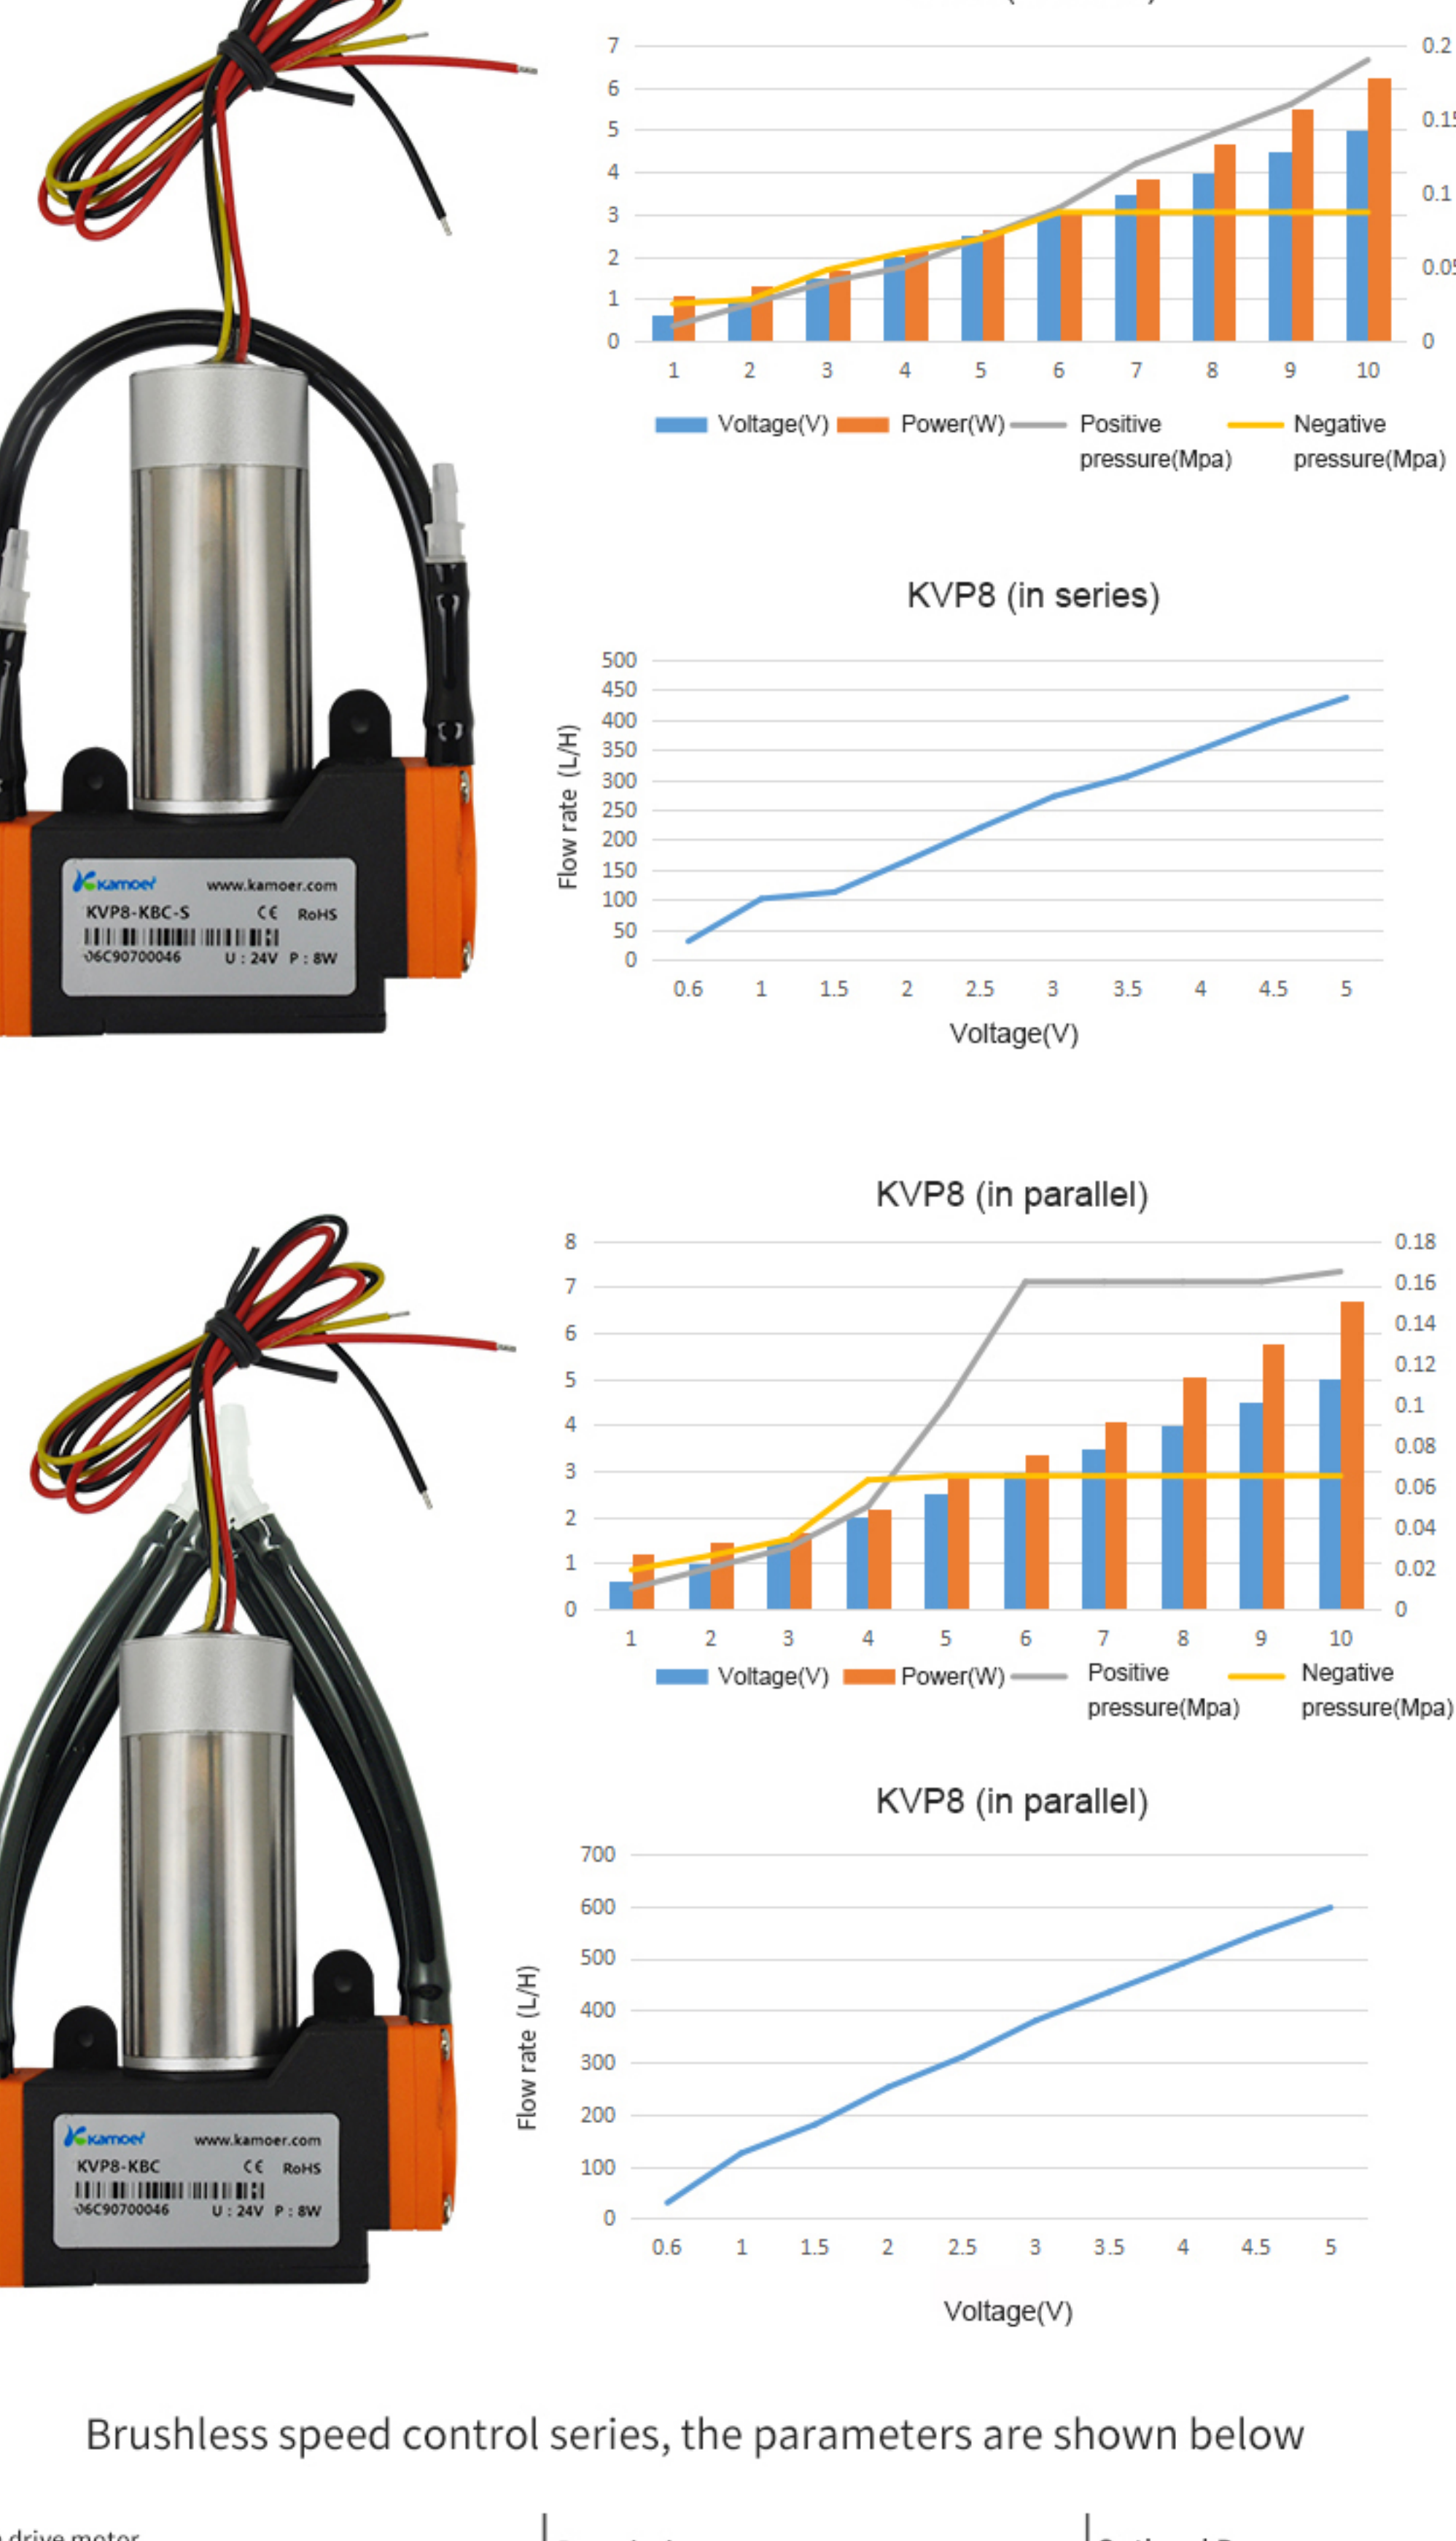 7
6
5
4
3
2
1
0
0.2
0.15
0.1
0.05
0
1 2 3 4 5 6 7 8 9 10
Voltage(V) Power(W) Positive pressure(Mpa) Negative pressure(Mpa)
KVP8 (in series)
500
450
400
350
300
250
200
150
100
50
0
Flow rate (L/H)
0.6 1 1.5 2 2.5 3 3.5 4 4.5 5
Voltage(V)
Kamoer www.kamoer.com
KVP8-KBC-S CE RoHS
06C90700046 U : 24V P : 8W
KVP8 (in parallel)
8
7
6
5
4
3
2
1
0
0.18
0.16
0.14
0.12
0.1
0.08
0.06
0.04
0.02
0
1 2 3 4 5 6 7 8 9 10
Voltage(V) Power(W) Positive pressure(Mpa) Negative pressure(Mpa)
KVP8 (in parallel)
700
600
500
400
300
200
100
0
Flow rate (L/H)
0.6 1 1.5 2 2.5 3 3.5 4 4.5 5
Voltage(V)
Kamoer www.kamoer.com
KVP8-KBC CE RoHS
06C90700046 U : 24V P : 8W
Brushless speed control series, the parameters are shown below
drive motor